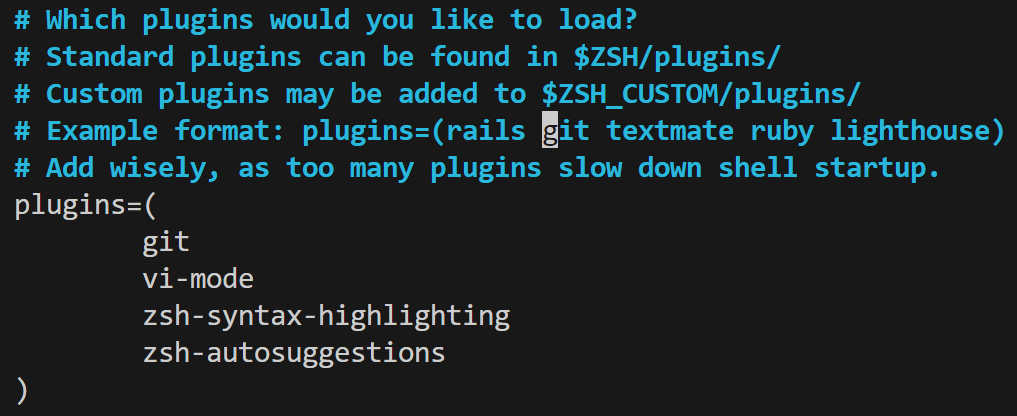 # Which plugins would you like to load?
# Standard plugins can be found in $ZSH/plugins/
# Custom plugins may be added to $ZSH_CUSTOM/plugins/
# Example format: plugins=(rails git textmate ruby lighthouse)
# Add wisely, as too many plugins slow down shell startup.
plugins=(
        git
        vi-mode
        zsh-syntax-highlighting
        zsh-autosuggestions
)